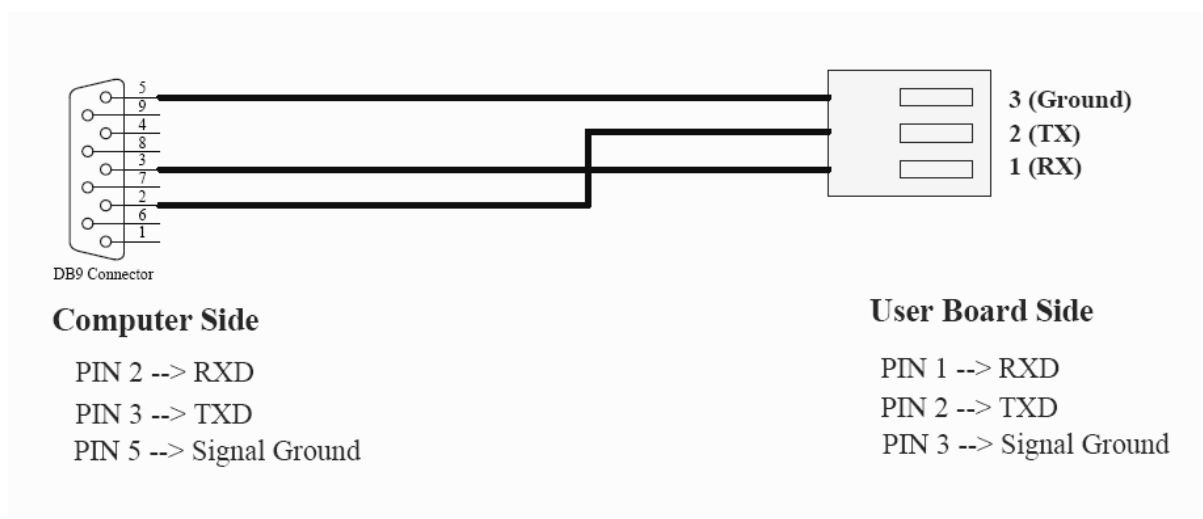 5
9
4
8
3
7
2
6
1
DB9 Connector
3 (Ground)
2 (TX)
1 (RX)
Computer Side
PIN 2 --> RXD
PIN 3 --> TXD
PIN 5 --> Signal Ground
User Board Side
PIN 1 --> RXD
PIN 2 --> TXD
PIN 3 --> Signal Ground